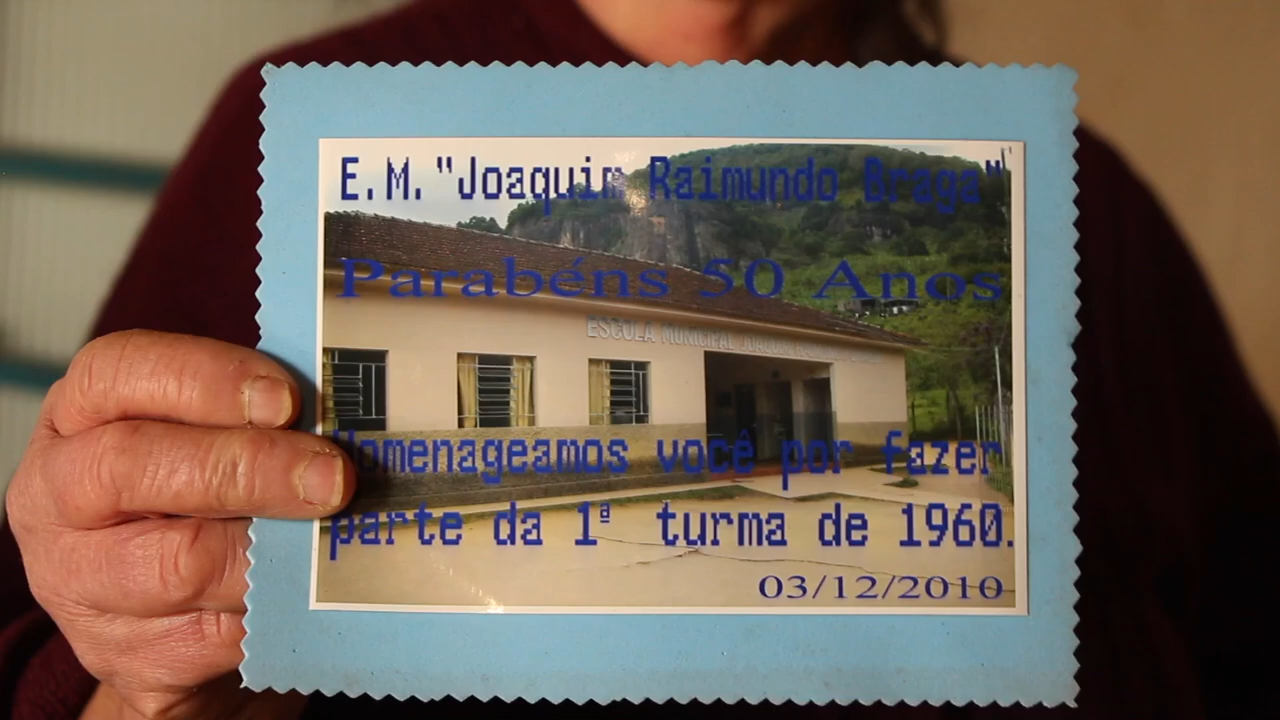 E.M."Joaquim Raimundo Braga"
Parabéns 50 Anos
ESCOLA MUNICIPAL JOAQUIM
Homenageamos você por fazer
parte da 1ª turma de 1960.
03/12/2010